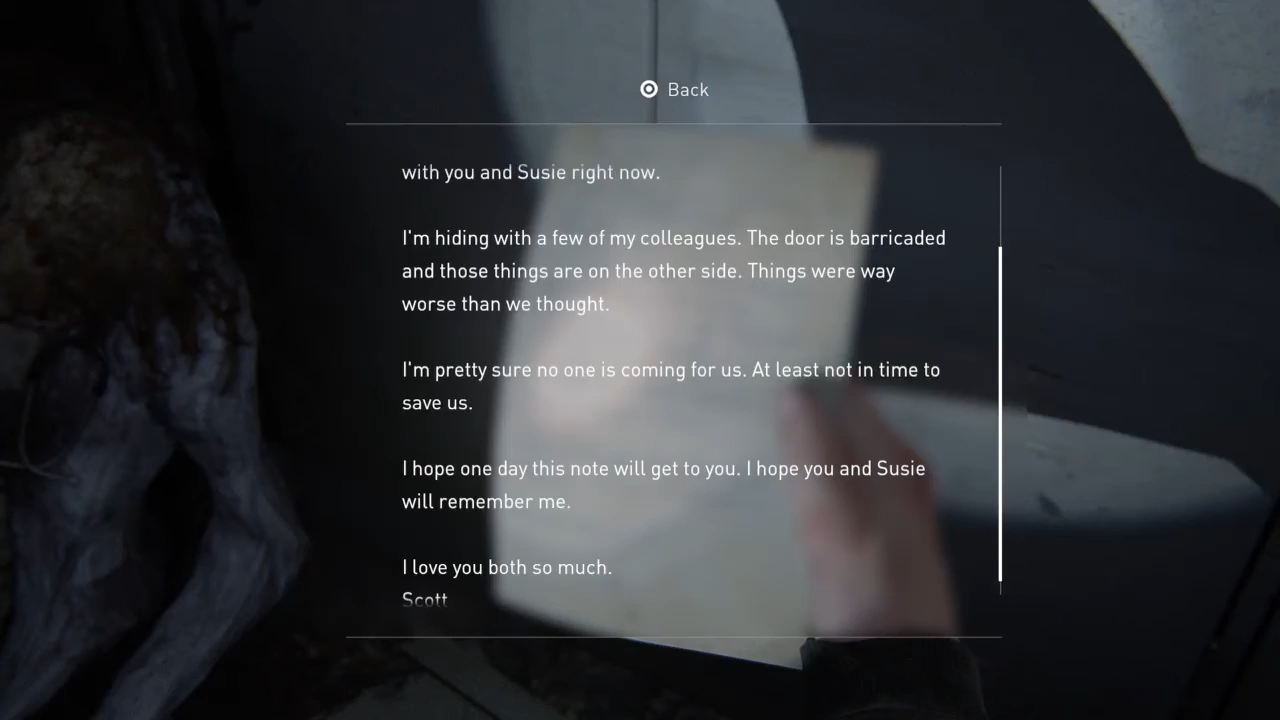 Back
with you and Susie right now.
I'm hiding with a few of my colleagues. The door is barricaded
and those things are on the other side. Things were way
worse than we thought.
I'm pretty sure no one is coming for us. At least not in time to
save us.
I hope one day this note will get to you. I hope you and Susie
will remember me.
I love you both so much.
Scott